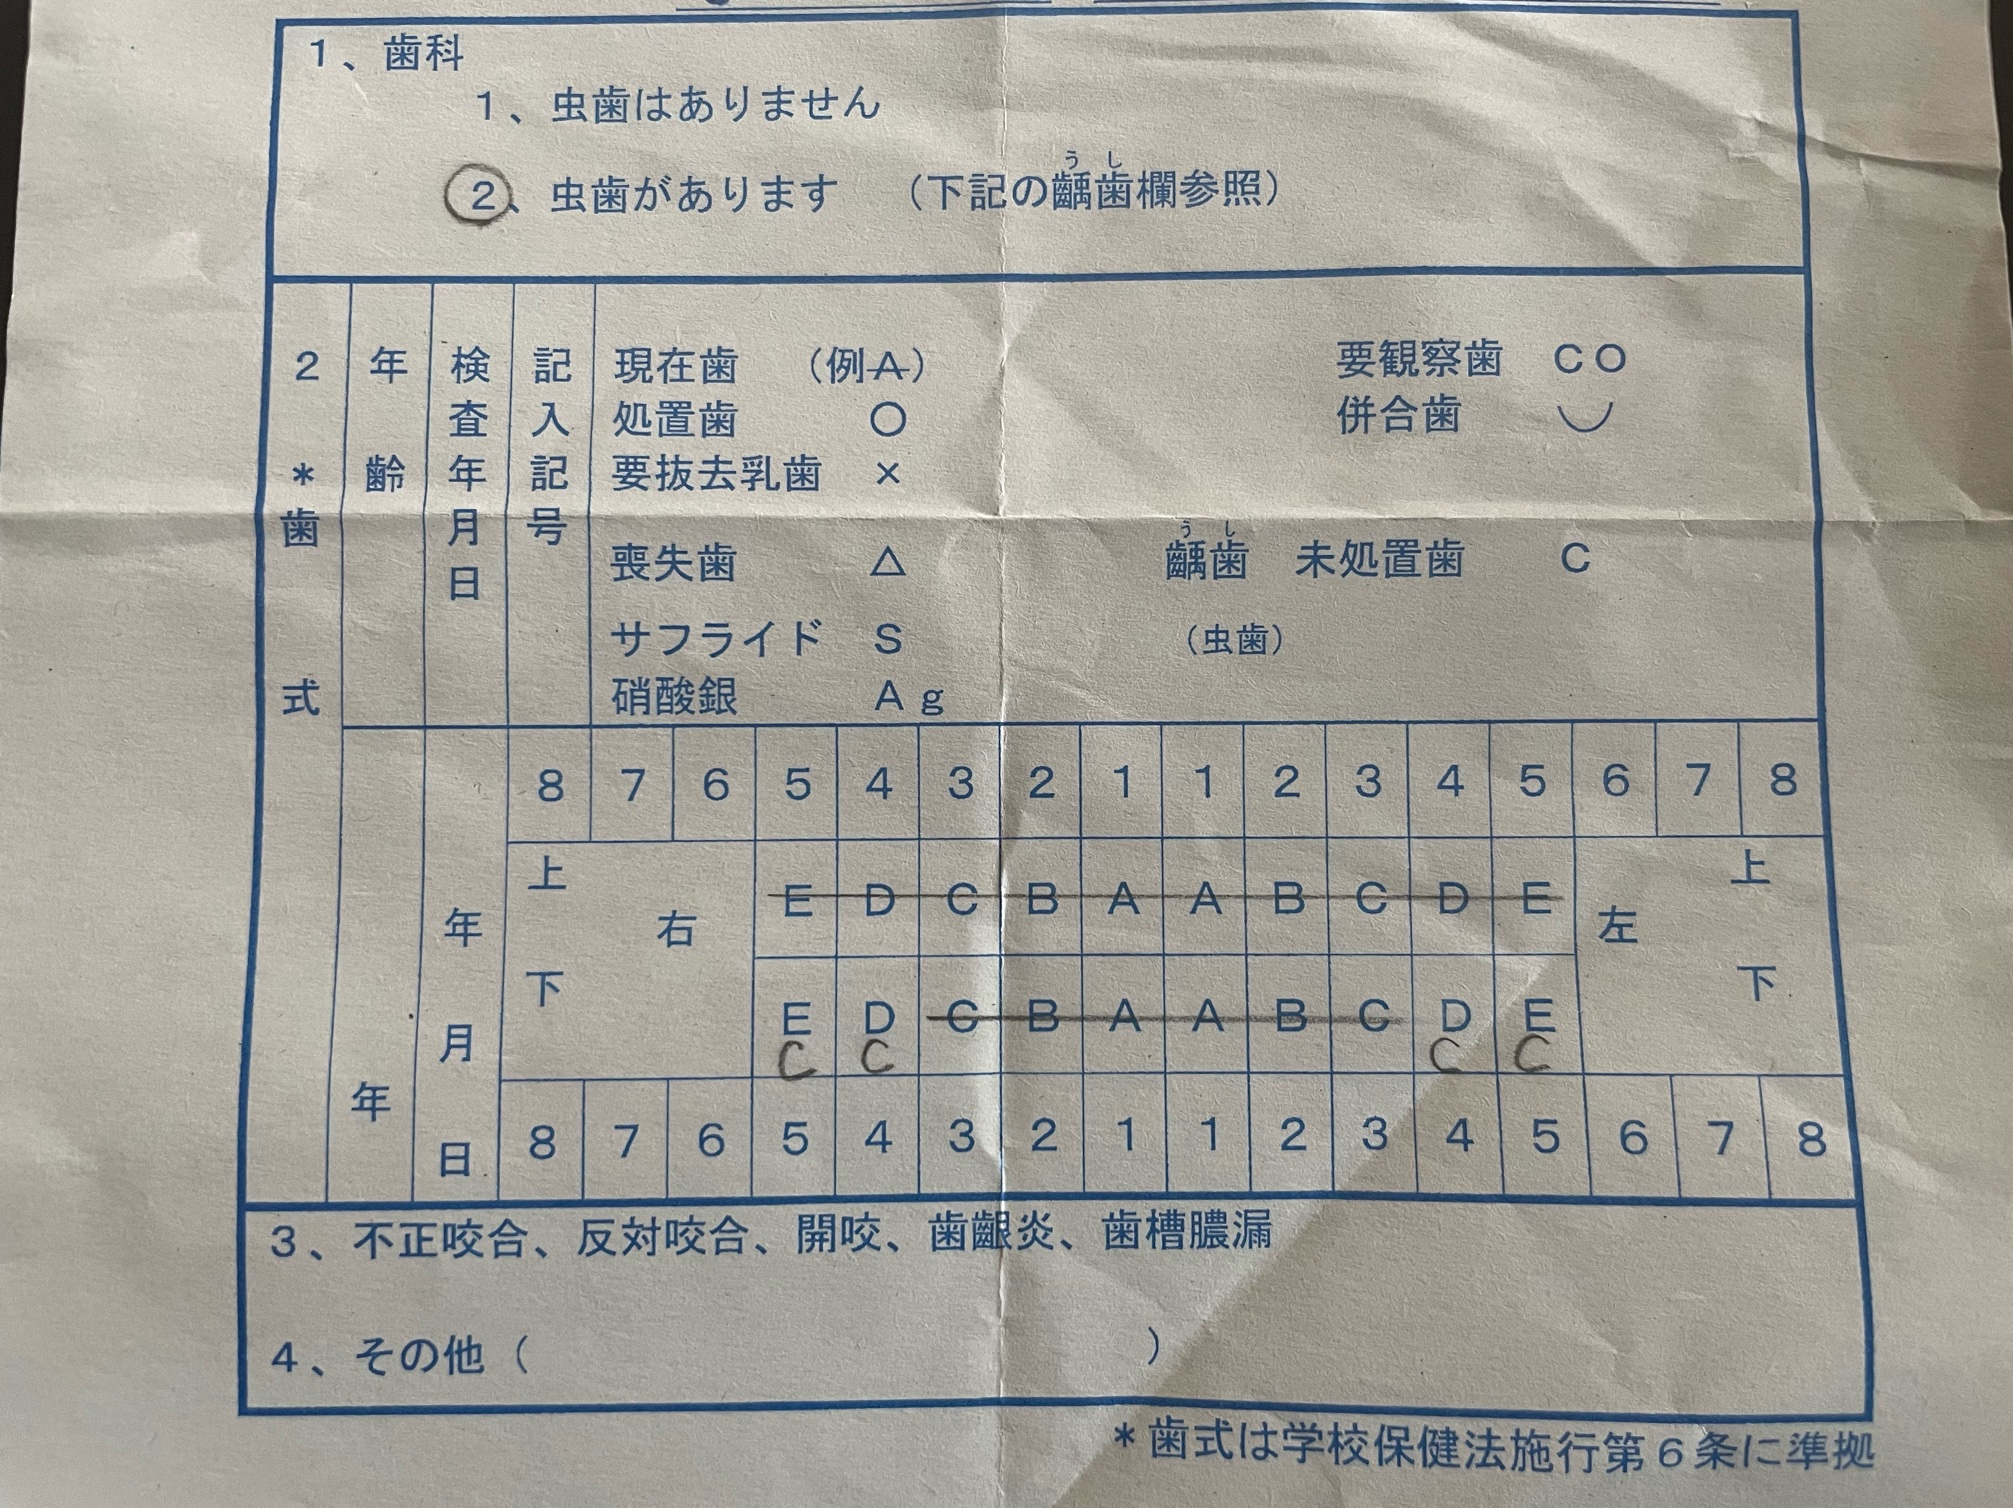 1、歯科
1、虫歯はありません
2、虫歯があります （下記の齲歯欄参照）
うし
2＊歯式
年齢
検査年月日
記入記号
現在歯 （例A） 要観察歯 CO
処置歯 ○ 併合歯 ◡
要抜去乳歯 ×
うし
喪失歯 △ 齲歯 未処置歯 C
サフライド S （虫歯）
硝酸銀 Ag
8 7 6 5 4 3 2 1 1 2 3 4 5 6 7 8
上 上
E D C B A A B C D E
年 右 左
下 下
E D C B A A B C D E
月 C C C C
年
8 7 6 5 4 3 2 1 1 2 3 4 5 6 7 8
日
3、不正咬合、反対咬合、開咬、歯齦炎、歯槽膿漏
4、その他（ ）
＊歯式は学校保健法施行第6条に準拠